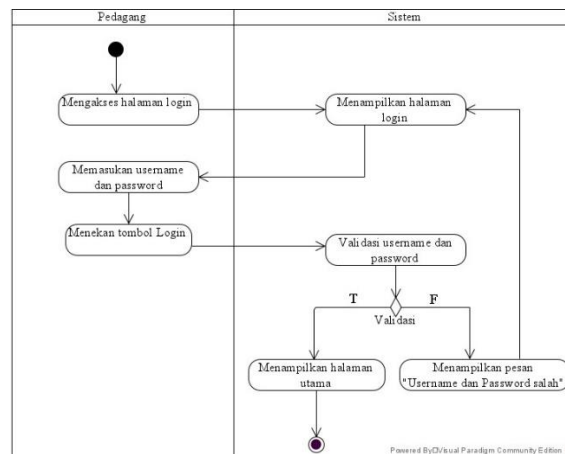 Pedagang
Sistem
Mengakses halaman login
Menampilkan halaman
login
Memasukan username
dan password
Menekan tombol Login
Validasi username dan
password
T
F
Validasi
Menampilkan halaman
utama
Menampilkan pesan
"Username dan Password salah"
Powered By Visual Paradigm Community Edition